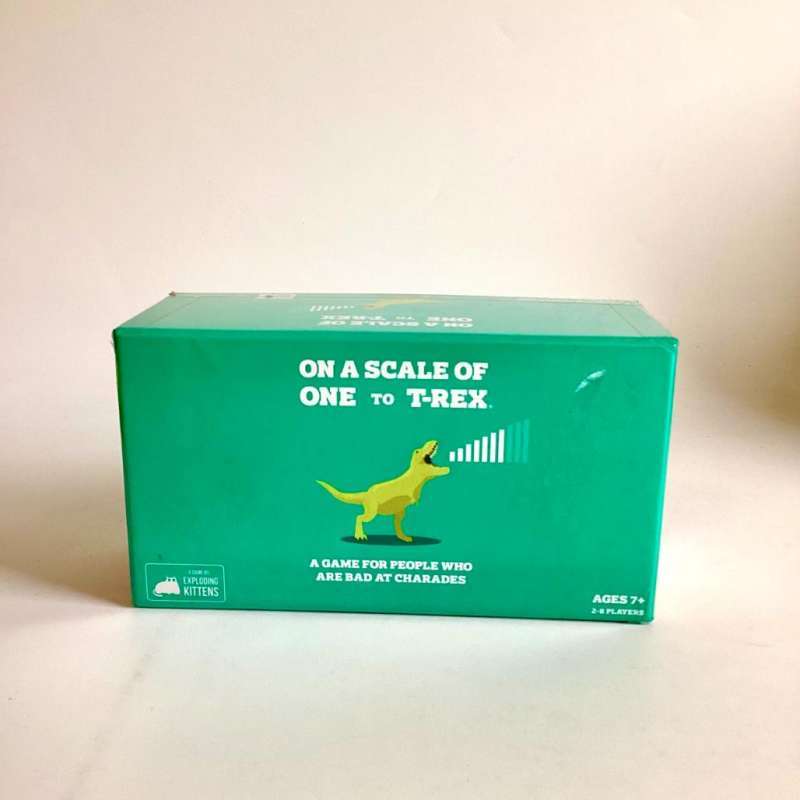 ON A SCALE OF
ONE TO T-REX
ON A SCALE OF
ONE TO T-REX
A GAME FOR PEOPLE WHO
ARE BAD AT CHARADES
A GAME BY
EXPLODING
KITTENS
AGES 7+
2-8 PLAYERS